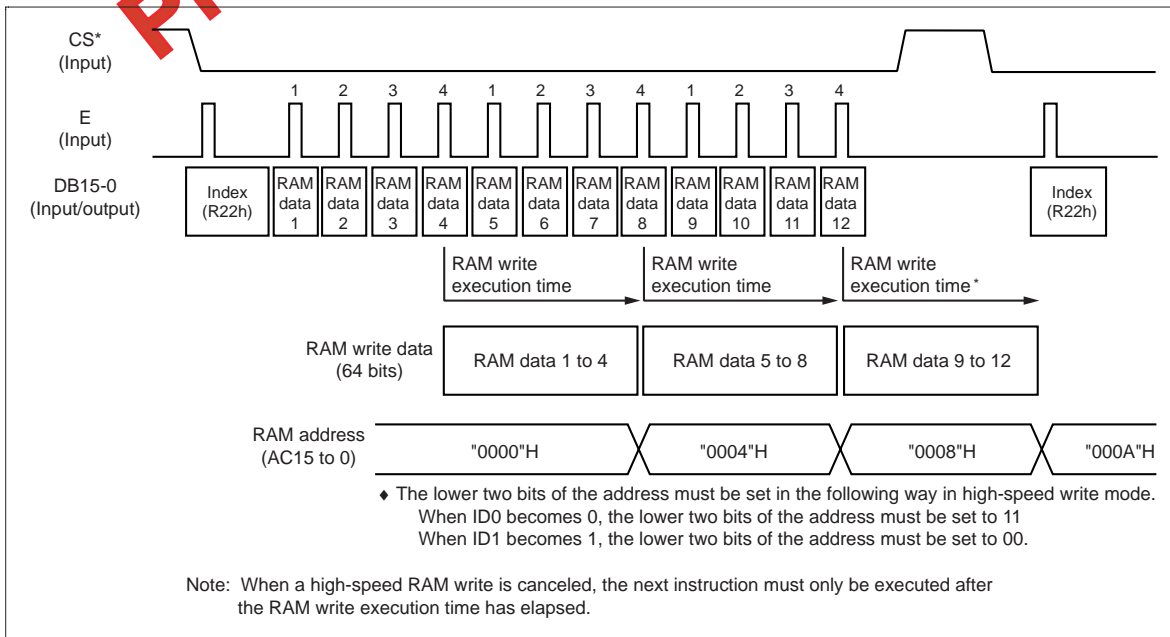 Pr
CS*
(Input)
1 2 3 4 1 2 3 4 1 2 3 4
E
(Input)
DB15-0
(Input/output)
Index
(R22h)
RAM
data
1
RAM
data
2
RAM
data
3
RAM
data
4
RAM
data
5
RAM
data
6
RAM
data
7
RAM
data
8
RAM
data
9
RAM
data
10
RAM
data
11
RAM
data
12
Index
(R22h)
RAM write
execution time
RAM write
execution time
RAM write
execution time*
RAM write data
(64 bits)
RAM data 1 to 4
RAM data 5 to 8
RAM data 9 to 12
RAM address
(AC15 to 0)
"0000"H
"0004"H
"0008"H
"000A"H
♦ The lower two bits of the address must be set in the following way in high-speed write mode.
When ID0 becomes 0, the lower two bits of the address must be set to 11
When ID1 becomes 1, the lower two bits of the address must be set to 00.
Note: When a high-speed RAM write is canceled, the next instruction must only be executed after
the RAM write execution time has elapsed.